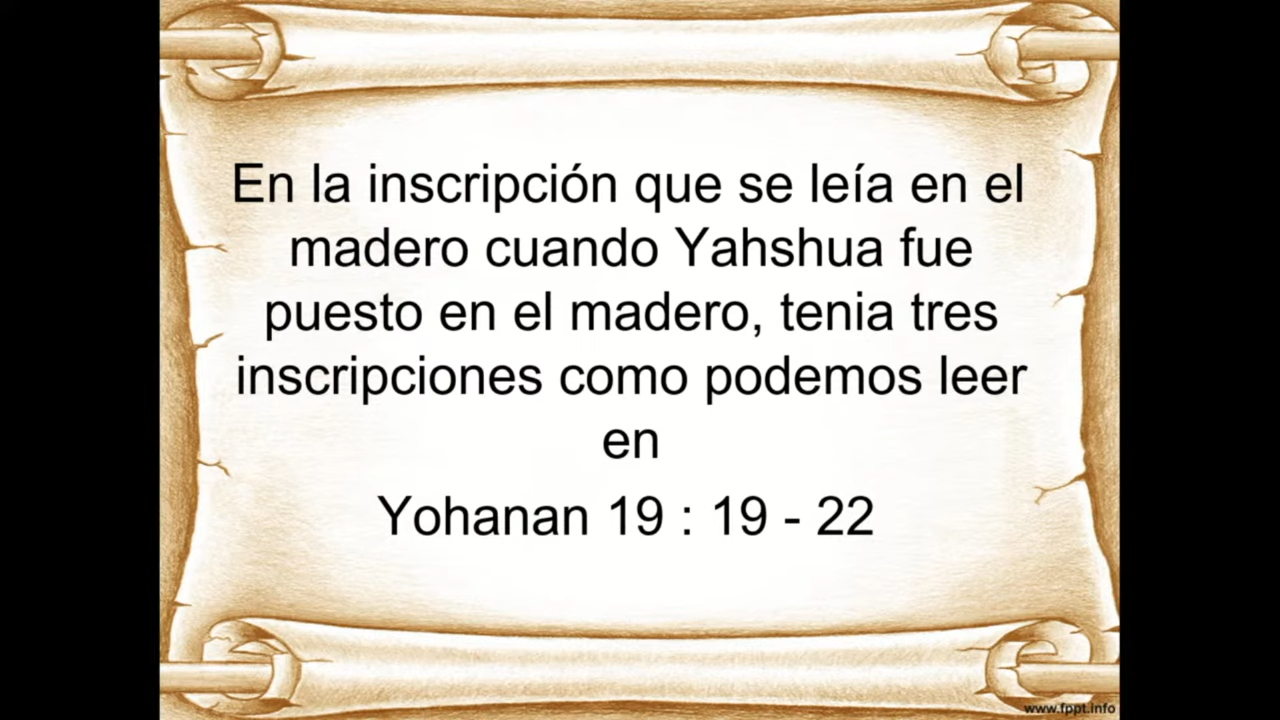 En la inscripción que se leía en el
madero cuando Yahshua fue
puesto en el madero, tenia tres
inscripciones como podemos leer
en
Yohanan 19 : 19 - 22
www.fppt.info